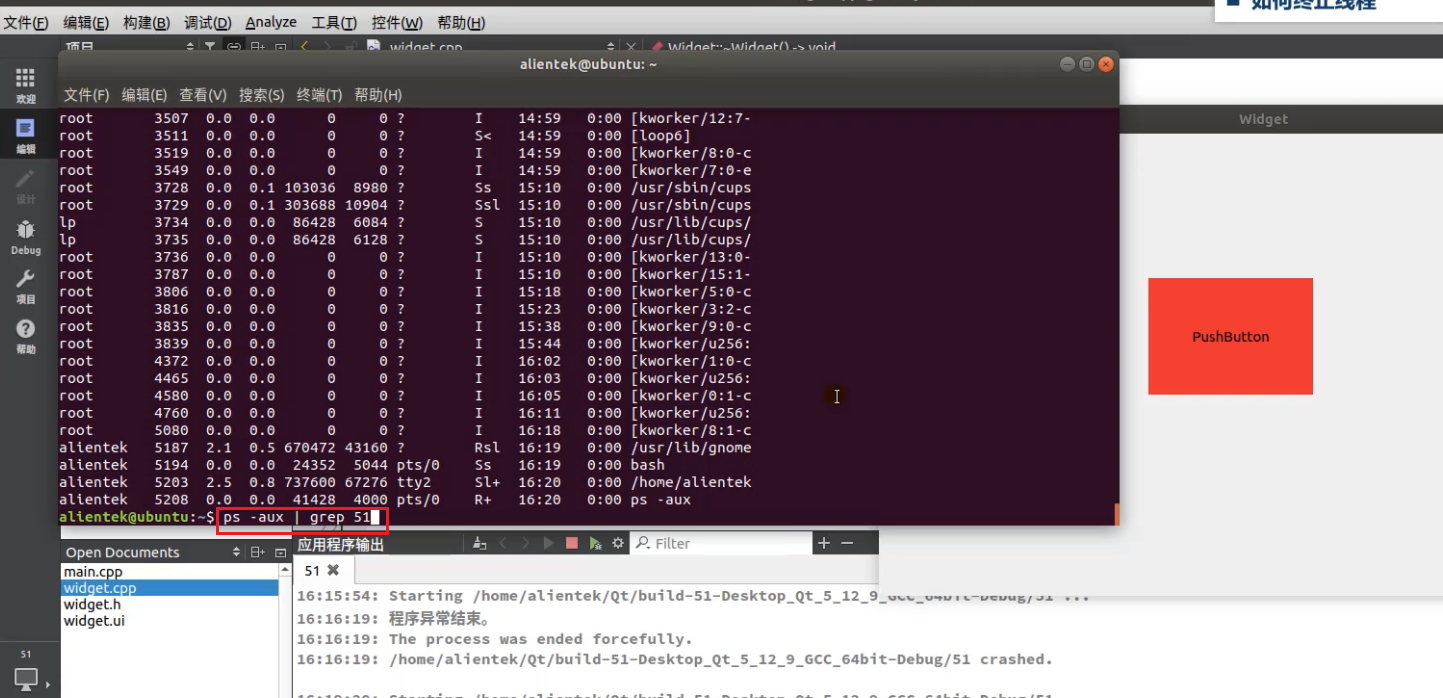 如何终止线程
文件(F) 编辑(E) 构建(B) 调试(D) Analyze 工具(T) 控件(W) 帮助(H)
项目 widget.cpp Widget::~Widget() -> void
alientek@ubuntu: ~
文件(F) 编辑(E) 查看(V) 搜索(S) 终端(T) 帮助(H)
欢迎
编辑
设计
Debug
项目
帮助
root 3507 0.0 0.0 0 0 ? I 14:59 0:00 [kworker/12:7-
root 3511 0.0 0.0 0 0 ? S< 14:59 0:00 [loop6]
root 3519 0.0 0.0 0 0 ? I 14:59 0:00 [kworker/8:0-c
root 3549 0.0 0.0 0 0 ? I 14:59 0:00 [kworker/7:0-e
root 3728 0.0 0.1 103036 8980 ? Ss 15:10 0:00 /usr/sbin/cups
root 3729 0.0 0.1 303688 10904 ? Ssl 15:10 0:00 /usr/sbin/cups
lp 3734 0.0 0.0 86428 6084 ? S 15:10 0:00 /usr/lib/cups/
lp 3735 0.0 0.0 86428 6128 ? S 15:10 0:00 /usr/lib/cups/
root 3736 0.0 0.0 0 0 ? I 15:10 0:00 [kworker/13:0-
root 3787 0.0 0.0 0 0 ? I 15:10 0:00 [kworker/15:1-
root 3806 0.0 0.0 0 0 ? I 15:18 0:00 [kworker/5:0-c
root 3816 0.0 0.0 0 0 ? I 15:23 0:00 [kworker/3:2-c
root 3835 0.0 0.0 0 0 ? I 15:38 0:00 [kworker/9:0-c
root 3839 0.0 0.0 0 0 ? I 15:44 0:00 [kworker/u256:
root 4372 0.0 0.0 0 0 ? I 16:02 0:00 [kworker/1:0-c
root 4465 0.0 0.0 0 0 ? I 16:03 0:00 [kworker/u256:
root 4580 0.0 0.0 0 0 ? I 16:05 0:00 [kworker/0:1-c
root 4760 0.0 0.0 0 0 ? I 16:11 0:00 [kworker/u256:
root 5080 0.0 0.0 0 0 ? I 16:18 0:00 [kworker/8:1-c
alientek 5187 2.1 0.5 670472 43160 ? Rsl 16:19 0:00 /usr/lib/gnome
alientek 5194 0.0 0.0 24352 5044 pts/0 Ss 16:19 0:00 bash
alientek 5203 2.5 0.8 737600 67276 tty2 Sl+ 16:20 0:00 /home/alientek
alientek 5208 0.0 0.0 41428 4000 pts/0 R+ 16:20 0:00 ps -aux
alientek@ubuntu:~$ ps -aux | grep 51
Widget
PushButton
Open Documents
main.cpp
widget.cpp
widget.h
widget.ui
51
应用程序输出 Filter
51
16:15:54: Starting /home/alientek/Qt/build-51-Desktop_Qt_5_12_9_GCC_64bit-Debug/51 ...
16:16:19: 程序异常结束。
16:16:19: The process was ended forcefully.
16:16:19: /home/alientek/Qt/build-51-Desktop_Qt_5_12_9_GCC_64bit-Debug/51 crashed.